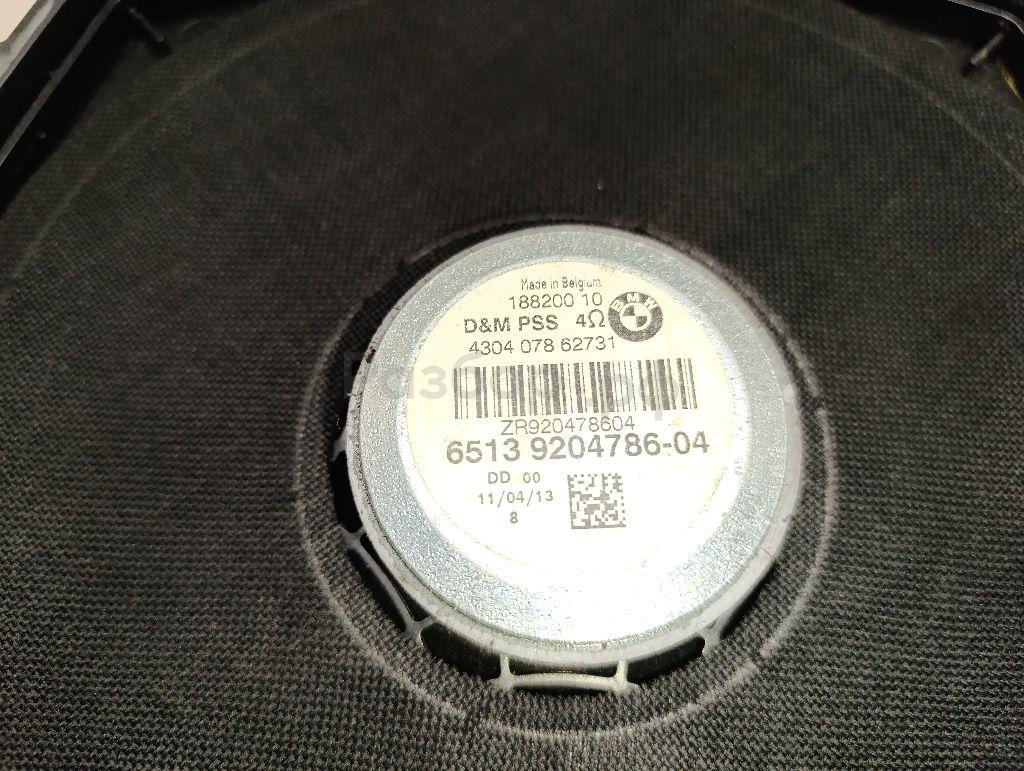 Made in Belgium
188200 10
BMW
D&M PSS 4Ω
4304 078 62731
ZR920478604
6513 9204786-04
DD 00
11/04/13
8